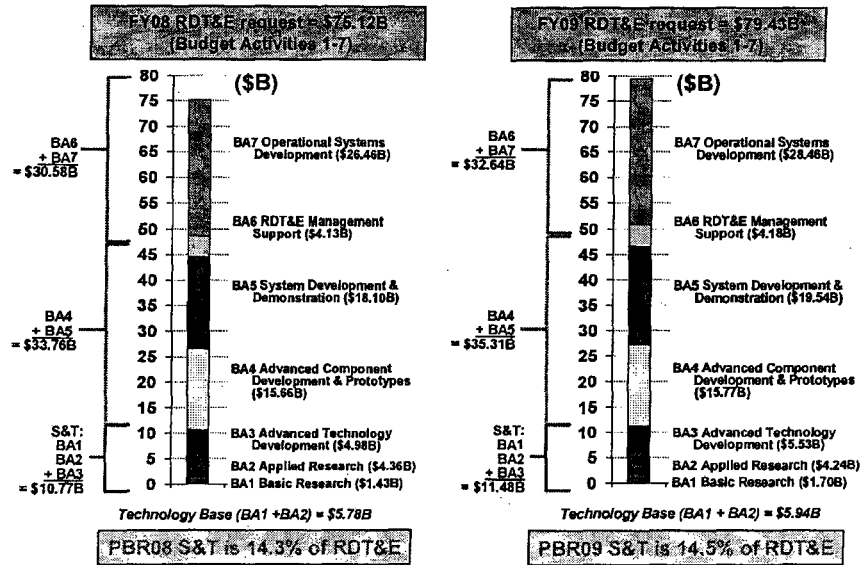 FY08 RDT&E request = $75.12B
(Budget Activities 1-7)
($B)
80
75
70
65
60
55
50
45
40
35
30
25
20
15
10
5
0
BA6
+ BA7
= $30.58B
BA4
+ BA5
= $33.76B
S&T:
BA1
BA2
+ BA3
= $10.77B
BA7 Operational Systems
Development ($26.46B)
BA6 RDT&E Management
Support ($4.13B)
BA5 System Development &
Demonstration ($18.10B)
BA4 Advanced Component
Development & Prototypes
($15.66B)
BA3 Advanced Technology
Development ($4.98B)
BA2 Applied Research ($4.36B)
BA1 Basic Research ($1.43B)
Technology Base (BA1 +BA2) = $5.78B
PBR08 S&T is 14.3% of RDT&E
FY09 RDT&E request = $79.43B
(Budget Activities 1-7)
($B)
80
75
70
65
60
55
50
45
40
35
30
25
20
15
10
5
0
BA6
+ BA7
= $32.64B
BA4
+ BA5
= $35.31B
S&T:
BA1
BA2
+ BA3
= $11.48B
BA7 Operational Systems
Development ($28.46B)
BA6 RDT&E Management
Support ($4.18B)
BA5 System Development &
Demonstration ($19.54B)
BA4 Advanced Component
Development & Prototypes
($15.77B)
BA3 Advanced Technology
Development ($5.53B)
BA2 Applied Research ($4.24B)
BA1 Basic Research ($1.70B)
Technology Base (BA1 + BA2) = $5.94B
PBR09 S&T is 14.5% of RDT&E